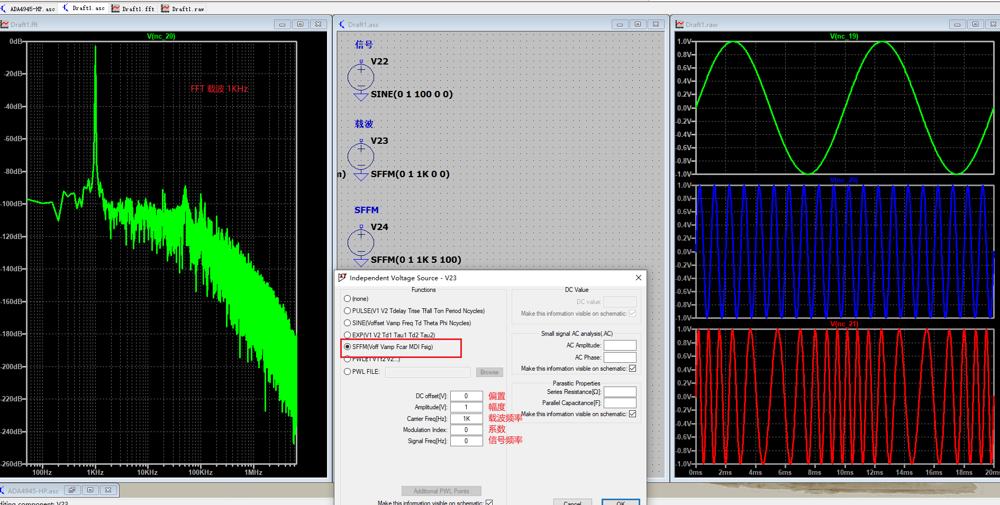 ADA4945-HP.asc
Draft1.asc
Draft1.fft
Draft1.raw
Draft1.fft
V(nc_20)
0dB
-20dB
-40dB
-60dB
-80dB
-100dB
-120dB
-140dB
-160dB
-180dB
-200dB
-220dB
-240dB
-260dB
100Hz
1KHz
10KHz
100KHz
1MHz
FFT 载波 1KHz
Draft1.asc
信号
V22
SINE(0 1 100 0 0)
载波
V23
SFFM(0 1 1K 0 0)
SFFM
V24
SFFM(0 1 1K 5 100)
Independent Voltage Source - V23
Functions
(none)
PULSE(V1 V2 Tdelay Trise Tfall Ton Period Ncycles)
SINE(Voffset Vamp Freq Td Theta Phi Ncycles)
EXP(V1 V2 Td1 Tau1 Td2 Tau2)
SFFM(Voff Vamp Fcar MDI Fsig)
PWL(t1 V1 t2 V2...)
PWL FILE:
Browse
DC offset[V]: 0 偏置
Amplitude[V]: 1 幅度
Carrier Freq[Hz]: 1K 载波频率
Modulation Index: 0 系数
Signal Freq[Hz]: 0 信号频率
Additional PWL Points
Make this information visible on schematic:
DC Value
DC value:
Make this information visible on schematic:
Small signal AC analysis(.AC)
AC Amplitude:
AC Phase:
Make this information visible on schematic:
Parasitic Properties
Series Resistance[Ω]:
Parallel Capacitance[F]:
Make this information visible on schematic:
Cancel
OK
Draft1.raw
V(nc_19)
1.0V
0.8V
0.6V
0.4V
0.2V
0.0V
-0.2V
-0.4V
-0.6V
-0.8V
-1.0V
V(nc_20)
1.0V
0.8V
0.6V
0.4V
0.2V
0.0V
-0.2V
-0.4V
-0.6V
-0.8V
-1.0V
V(nc_21)
1.0V
0.8V
0.6V
0.4V
0.2V
0.0V
-0.2V
-0.4V
-0.6V
-0.8V
-1.0V
0ms
2ms
4ms
6ms
8ms
10ms
12ms
14ms
16ms
18ms
20ms
ADA4945-HP.asc
diting component: V23